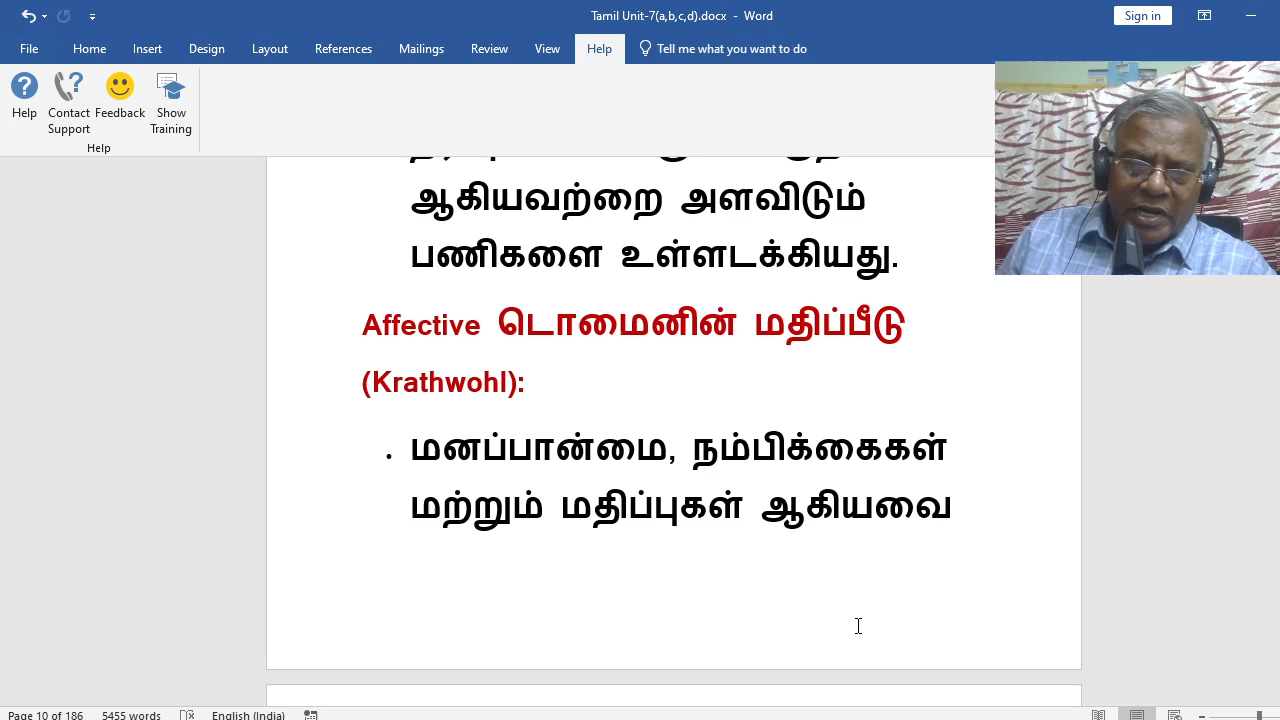 Tamil Unit-7(a,b,c,d).docx - Word
Sign in
File Home Insert Design Layout References Mailings Review View Help Tell me what you want to do
Help Contact Support Feedback Show Training
Help
ஆகியவற்றை அளவிடும்
பணிகளை உள்ளடக்கியது.
Affective டொமைனின் மதிப்பீடு
(Krathwohl):
• மனப்பான்மை, நம்பிக்கைகள்
மற்றும் மதிப்புகள் ஆகியவை
Page 10 of 186 5455 words English (India)